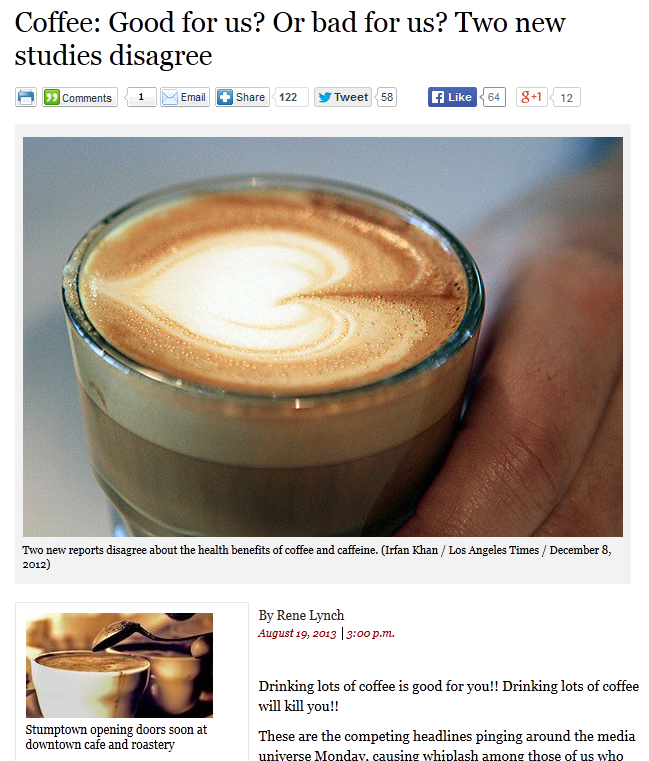 Coffee: Good for us? Or bad for us? Two new
studies disagree
Comments 1 Email Share 122 Tweet 58 Like 64 g+1 12
Two new reports disagree about the health benefits of coffee and caffeine. (Irfan Khan / Los Angeles Times / December 8,
2012)
By Rene Lynch
August 19, 2013 | 3:00 p.m.
Stumptown opening doors soon at
downtown cafe and roastery
Drinking lots of coffee is good for you!! Drinking lots of coffee
will kill you!!
These are the competing headlines pinging around the media
universe Monday, causing whiplash among those of us who